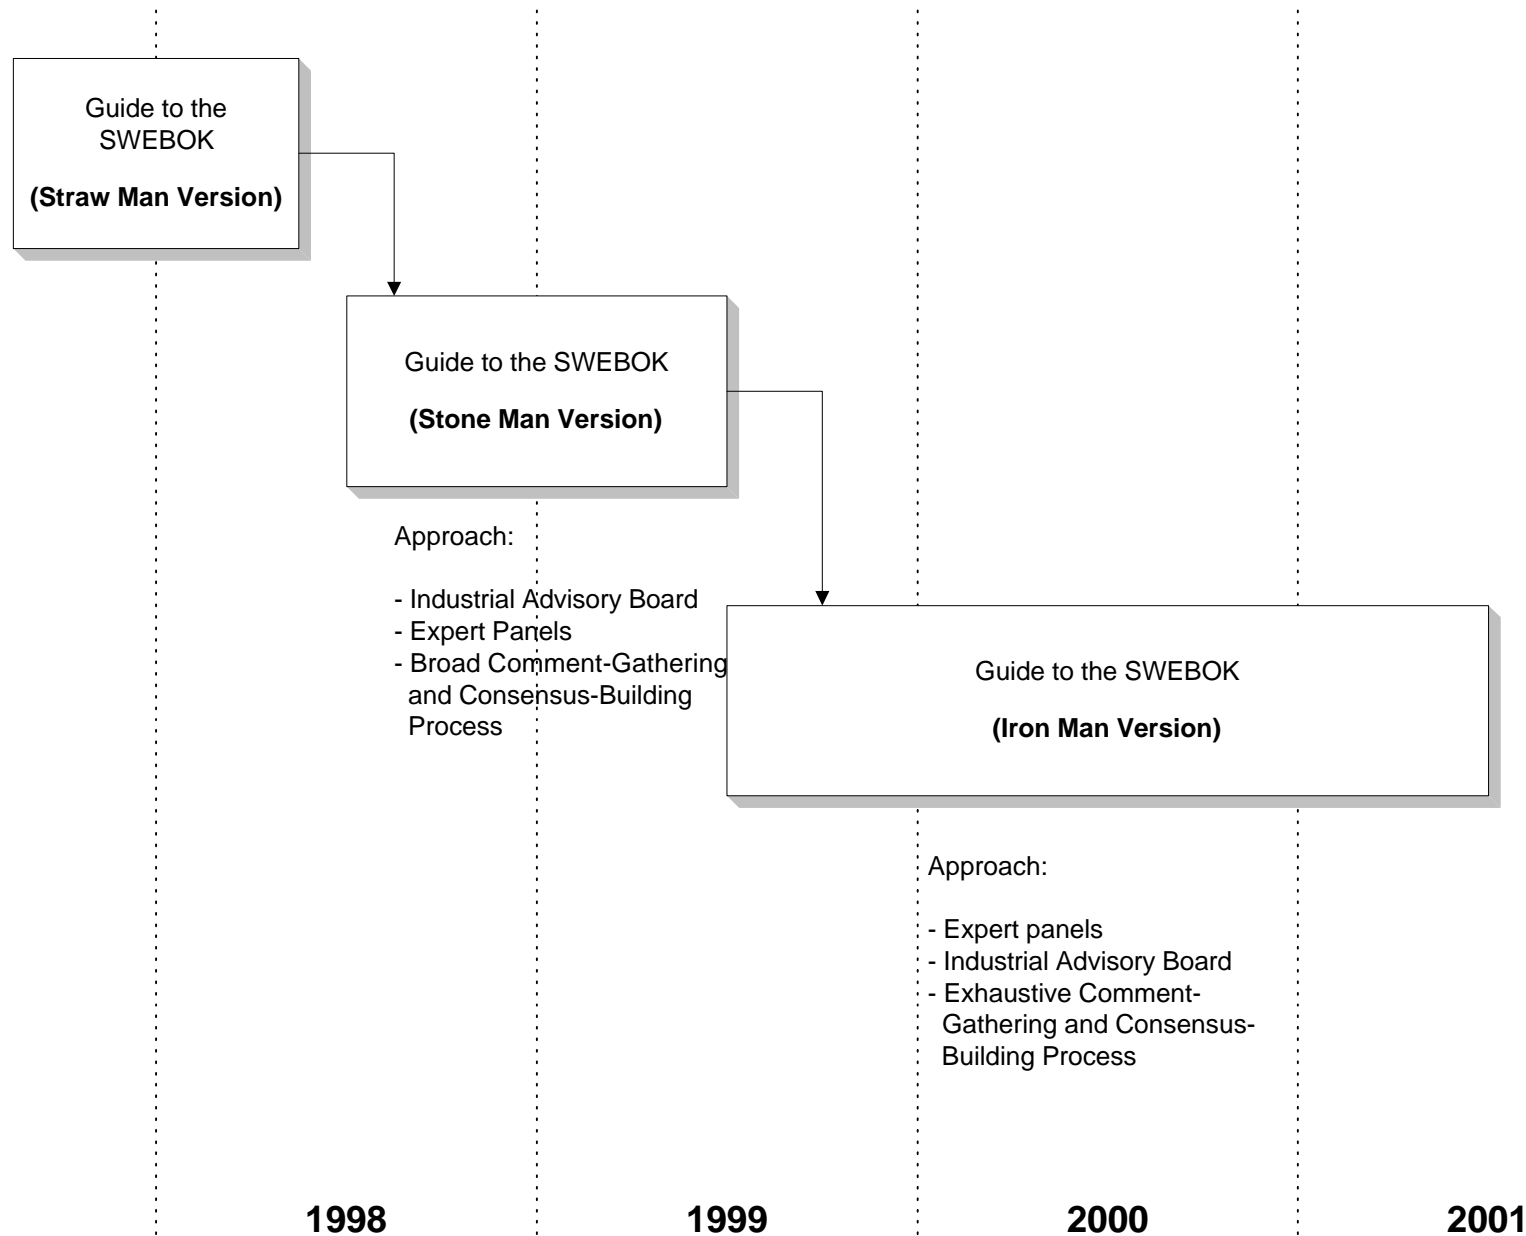 Guide to the
SWEBOK
(Straw Man Version)
Guide to the SWEBOK
(Stone Man Version)
Approach:
- Industrial Advisory Board
- Expert Panels
- Broad Comment-Gathering
and Consensus-Building
Process
Guide to the SWEBOK
(Iron Man Version)
Approach:
- Expert panels
- Industrial Advisory Board
- Exhaustive Comment-
Gathering and Consensus-
Building Process
1998 1999 2000 2001